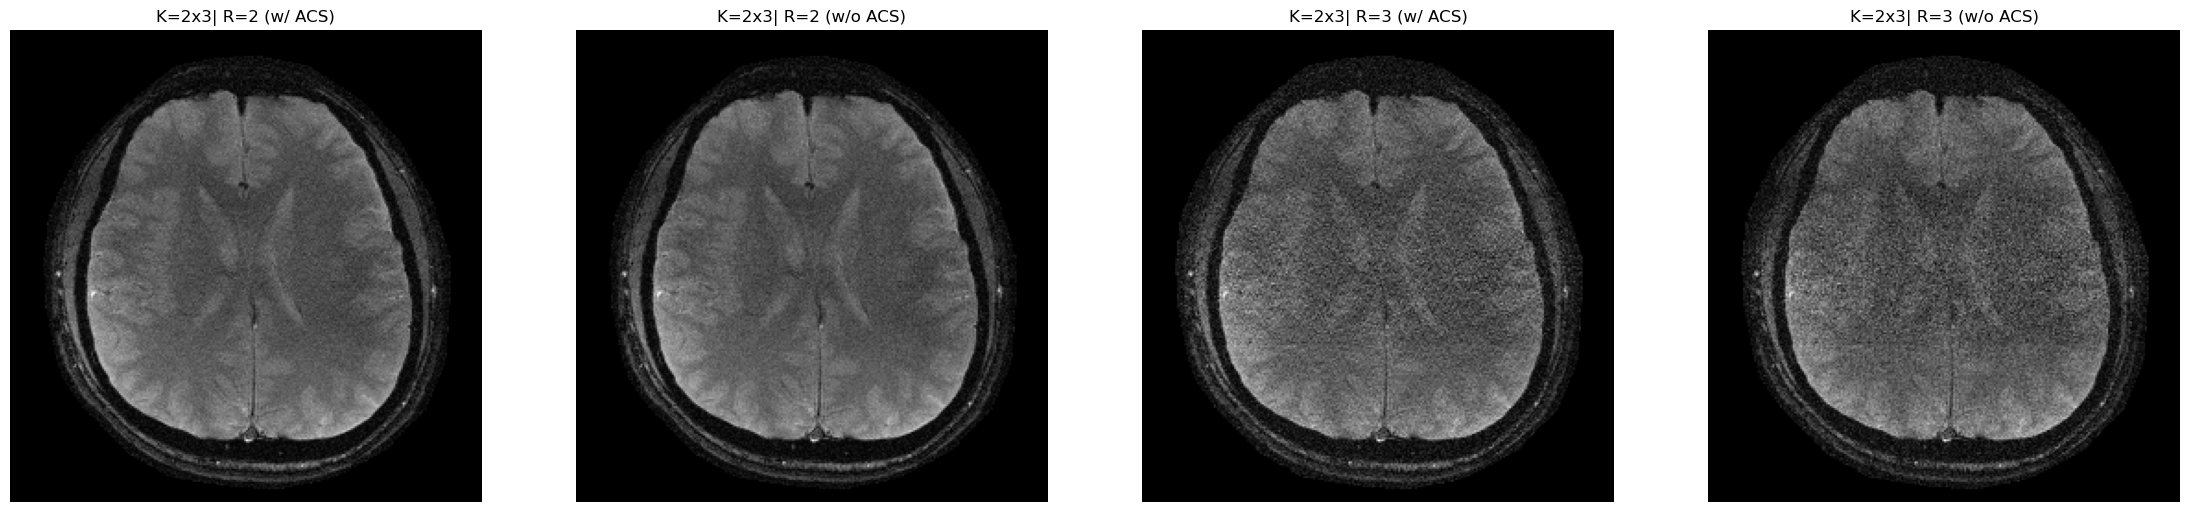 K=2x3| R=2 (w/ ACS)
K=2x3| R=2 (w/o ACS)
K=2x3| R=3 (w/ ACS)
K=2x3| R=3 (w/o ACS)